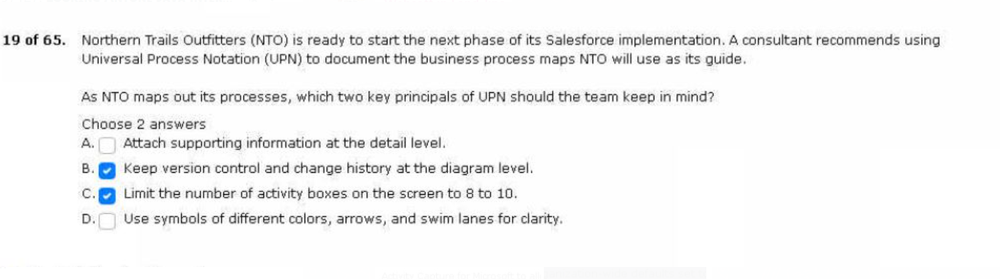 19 of 65. Northern Trails Outfitters (NTO) is ready to start the next phase of its Salesforce implementation. A consultant recommends using
Universal Process Notation (UPN) to document the business process maps NTO will use as its guide.
As NTO maps out its processes, which two key principals of UPN should the team keep in mind?
Choose 2 answers
A. Attach supporting information at the detail level.
B. Keep version control and change history at the diagram level.
C. Limit the number of activity boxes on the screen to 8 to 10.
D. Use symbols of different colors, arrows, and swim lanes for clarity.